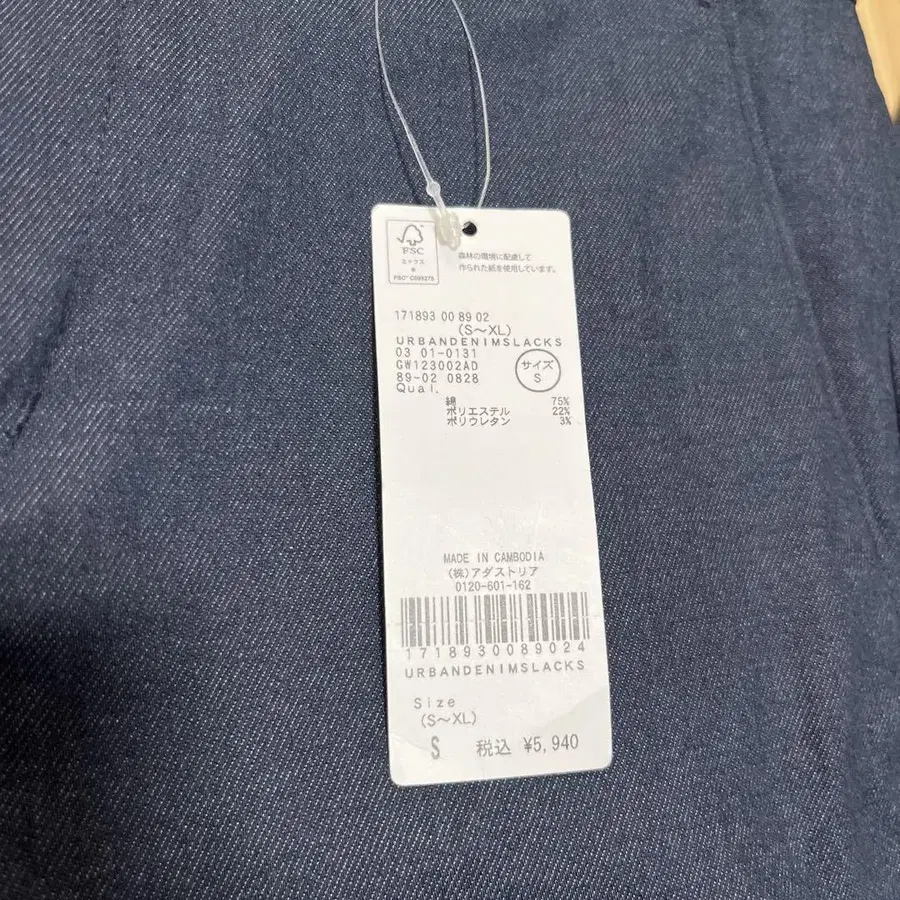 FSC
ミックス
FSC® C099275
森林の環境に配慮して
作られた紙を使用しています。
171893 00 89 02
(S〜XL)
URBANDENIMSLACKS
03 01-0131
GW123002AD
サイズ
S
89-02 0828
Qual.
綿 75%
ポリエステル 22%
ポリウレタン 3%
MADE IN CAMBODIA
(株)アダストリア
0120-601-162
1718930089024
URBANDENIMSLACKS
Size
(S〜XL)
S 税込 ¥5,940